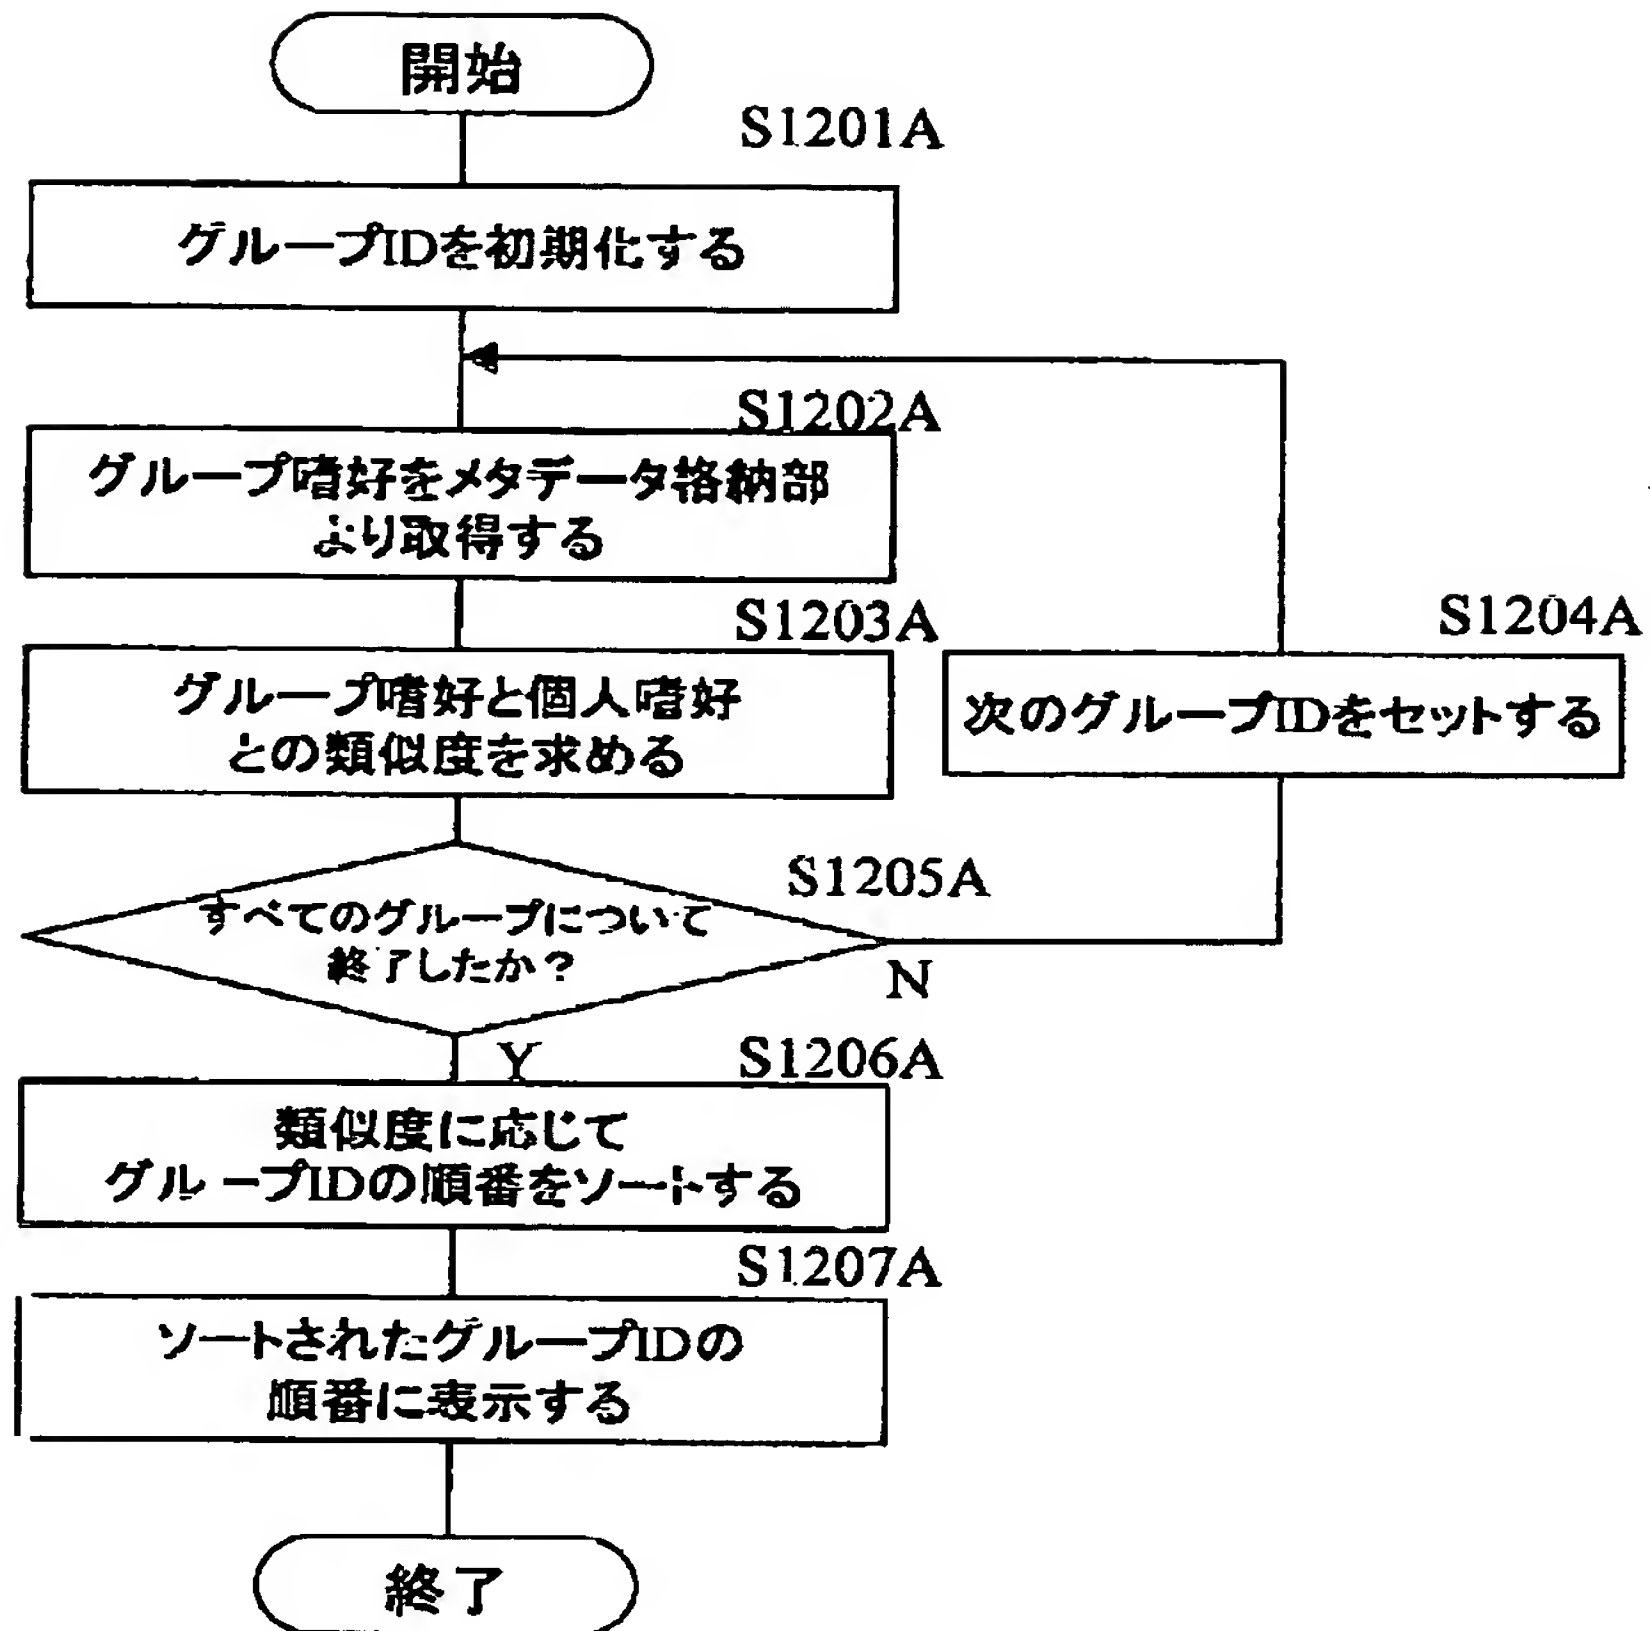 開始
S1201A
グループIDを初期化する
S1202A
グループ嗜好をメタデータ格納部
より取得する
S1203A
グループ嗜好と個人嗜好
との類似度を求める
S1204A
次のグループIDをセットする
S1205A
すべてのグループについて
終了したか?
N
Y
S1206A
類似度に応じて
グループIDの順番をソートする
S1207A
ソートされたグループIDの
順番に表示する
終了